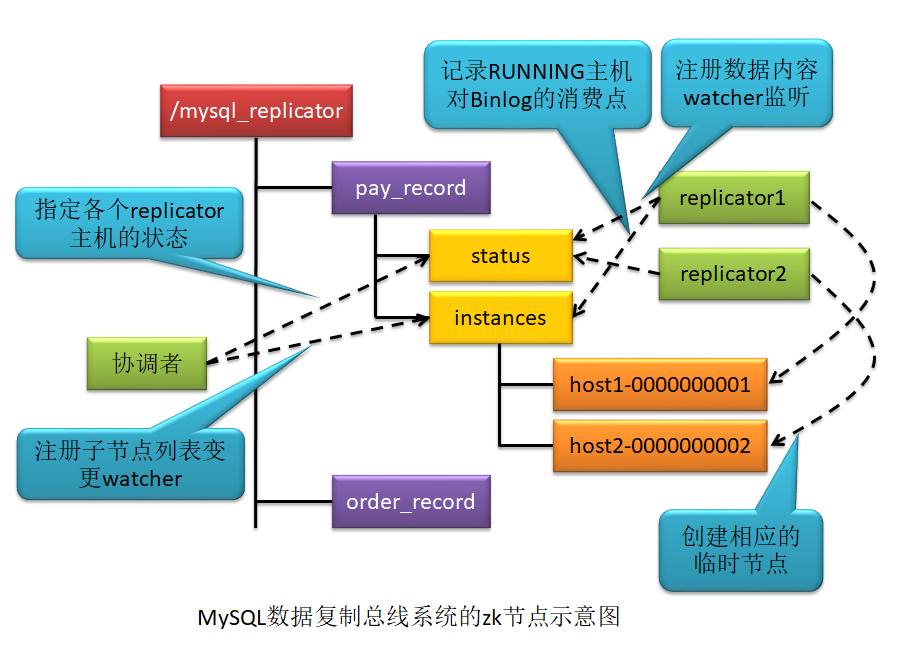 记录RUNNING主机
对Binlog的消费点
注册数据内容
watcher监听
/mysql_replicator
pay_record
replicator1
指定各个replicator
主机的状态
status
replicator2
instances
协调者
host1-0000000001
注册子节点列表变
更watcher
host2-0000000002
order_record
创建相应的
临时节点
MySQL数据复制总线系统的zk节点示意图